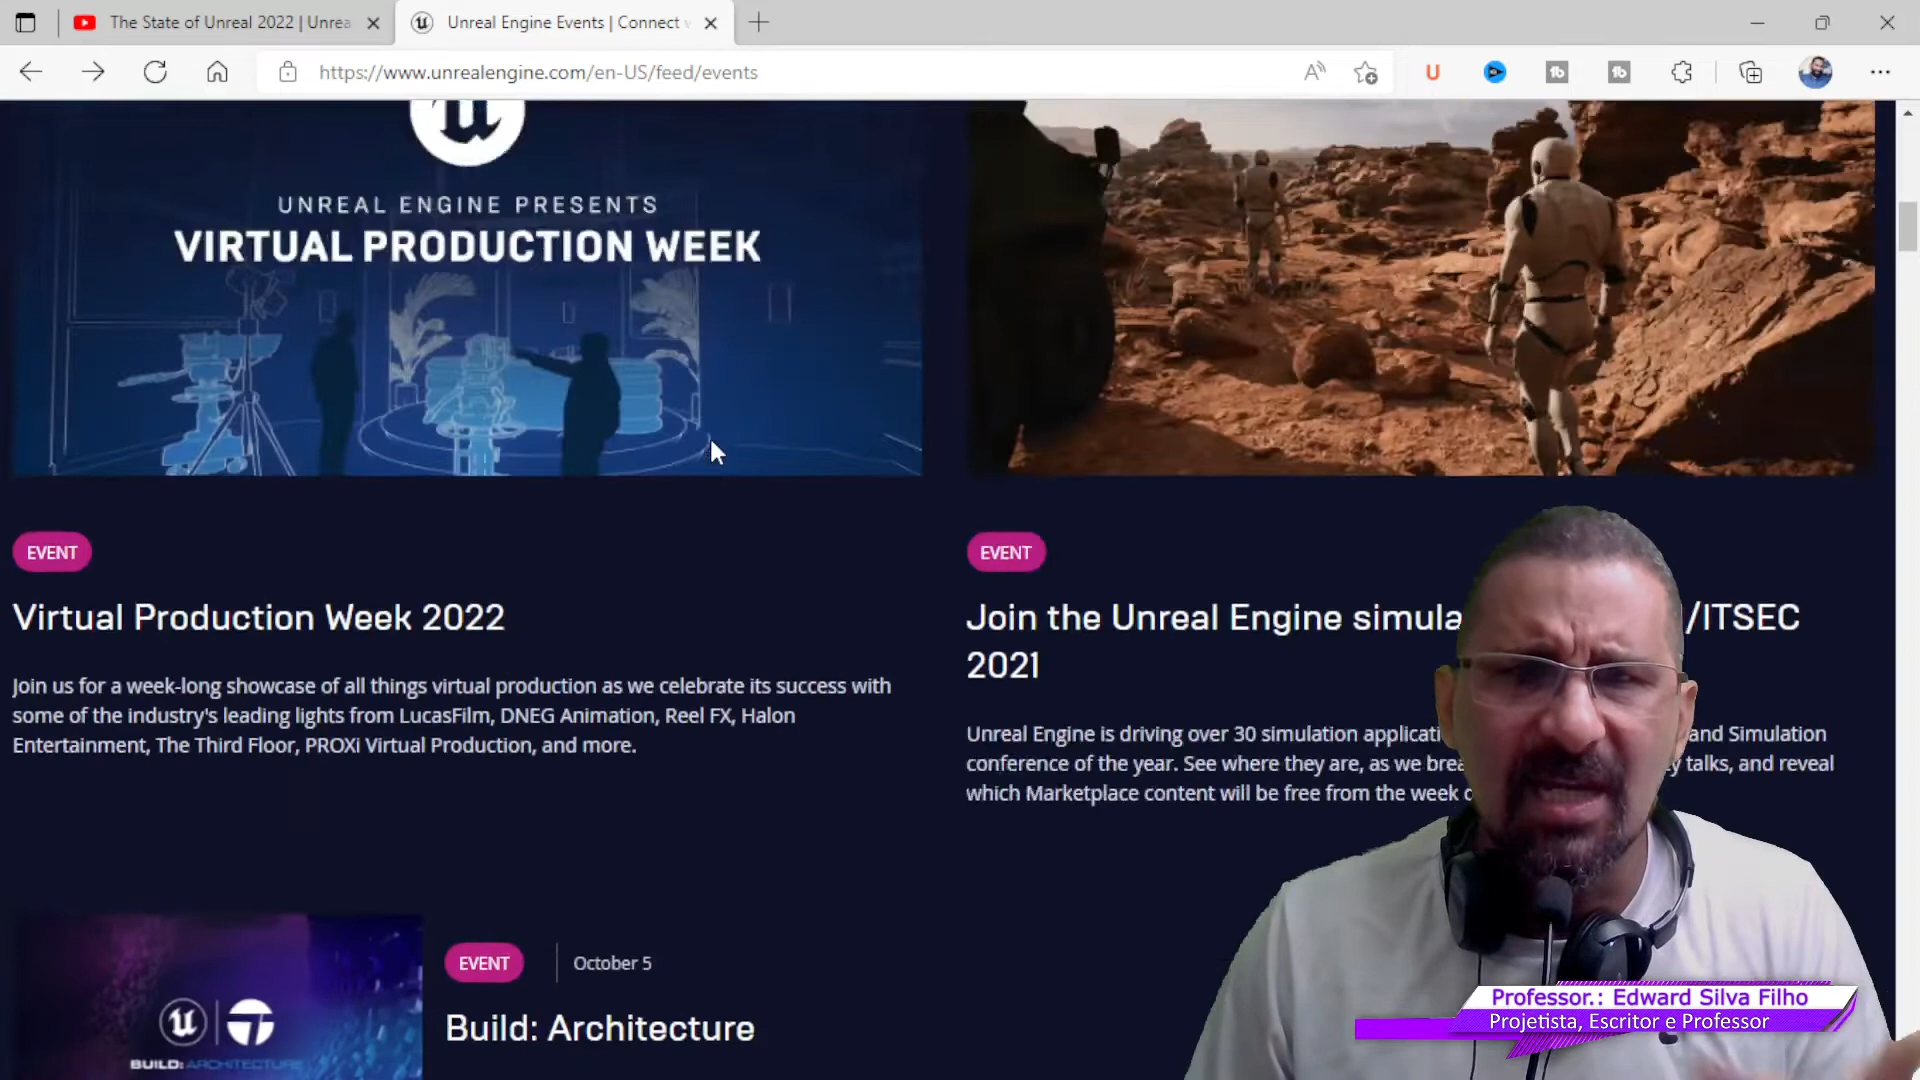 The State of Unreal 2022 | Unrea
Unreal Engine Events | Connect
https://www.unrealengine.com/en-US/feed/events
UNREAL ENGINE PRESENTS
VIRTUAL PRODUCTION WEEK
EVENT
Virtual Production Week 2022
Join us for a week-long showcase of all things virtual production as we celebrate its success with
some of the industry's leading lights from LucasFilm, DNEG Animation, Reel FX, Halon
Entertainment, The Third Floor, PROXi Virtual Production, and more.
EVENT
Join the Unreal Engine simula /ITSEC
2021
Unreal Engine is driving over 30 simulation applicati and Simulation
conference of the year. See where they are, as we brea talks, and reveal
which Marketplace content will be free from the week
EVENT
October 5
Build: Architecture
BUILD: ARCHITECTURE
Professor.: Edward Silva Filho
Projetista, Escritor e Professor